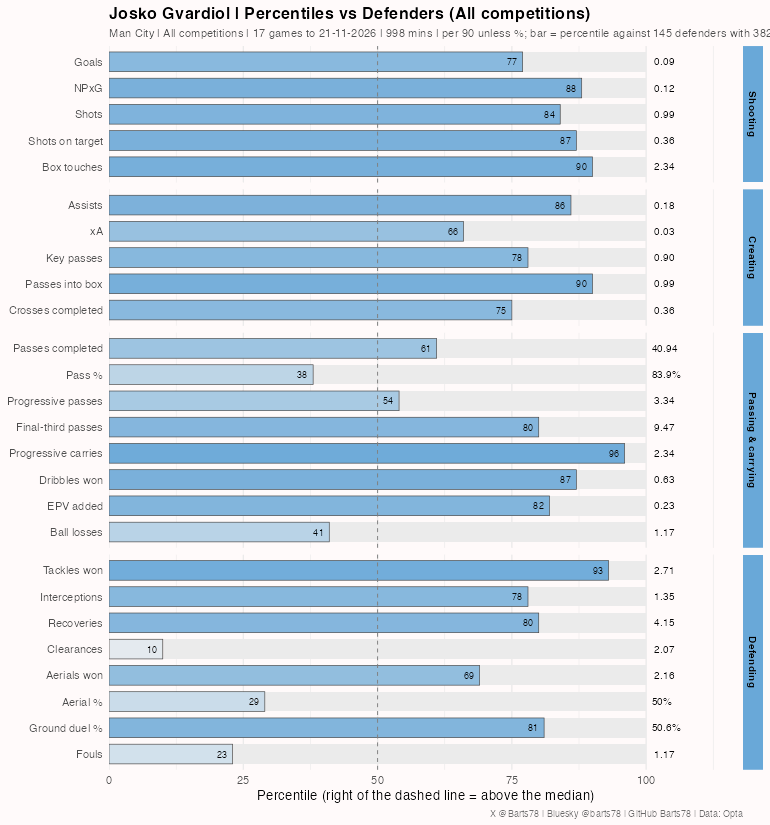 Josko Gvardiol | Percentiles vs Defenders (All competitions)
Man City | All competitions | 17 games to 21-11-2026 | 998 mins | per 90 unless %; bar = percentile against 145 defenders with 382
Goals 77 0.09
NPxG 88 0.12
Shots 84 0.99
Shots on target 87 0.36
Box touches 90 2.34
Shooting
Assists 86 0.18
xA 66 0.03
Key passes 78 0.90
Passes into box 90 0.99
Crosses completed 75 0.36
Creating
Passes completed 61 40.94
Pass % 38 83.9%
Progressive passes 54 3.34
Final-third passes 80 9.47
Progressive carries 96 2.34
Dribbles won 87 0.63
EPV added 82 0.23
Ball losses 41 1.17
Passing & carrying
Tackles won 93 2.71
Interceptions 78 1.35
Recoveries 80 4.15
Clearances 10 2.07
Aerials won 69 2.16
Aerial % 29 50%
Ground duel % 81 50.6%
Fouls 23 1.17
Defending
0 25 50 75 100
Percentile (right of the dashed line = above the median)
X @Barts78 | Bluesky @barts78 | GitHub Barts78 | Data: Opta